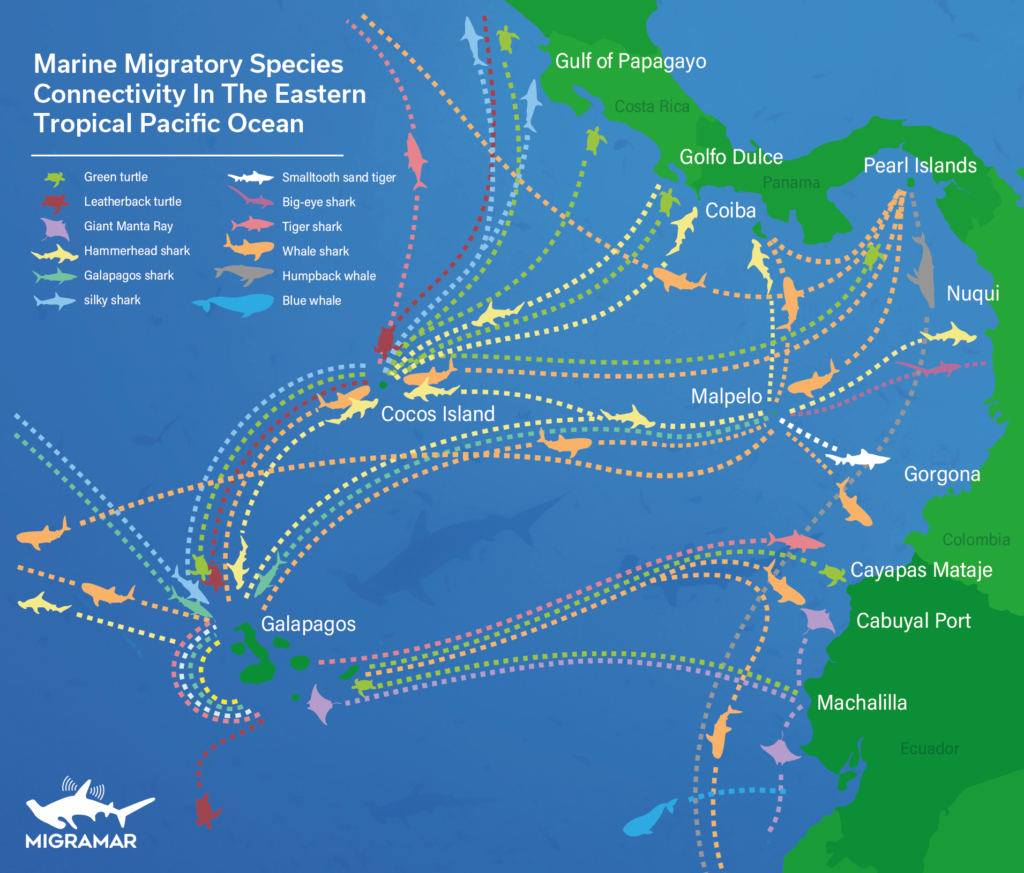 Marine Migratory Species
Connectivity In The Eastern
Tropical Pacific Ocean
Green turtle
Leatherback turtle
Giant Manta Ray
Hammerhead shark
Galapagos shark
silky shark
Smalltooth sand tiger
Big-eye shark
Tiger shark
Whale shark
Humpback whale
Blue whale
Gulf of Papagayo
Costa Rica
Golfo Dulce
Panama
Pearl Islands
Coiba
Nuqui
Malpelo
Cocos Island
Gorgona
Colombia
Cayapas Mataje
Galapagos
Cabuyal Port
Machalilla
Ecuador
MIGRAMAR